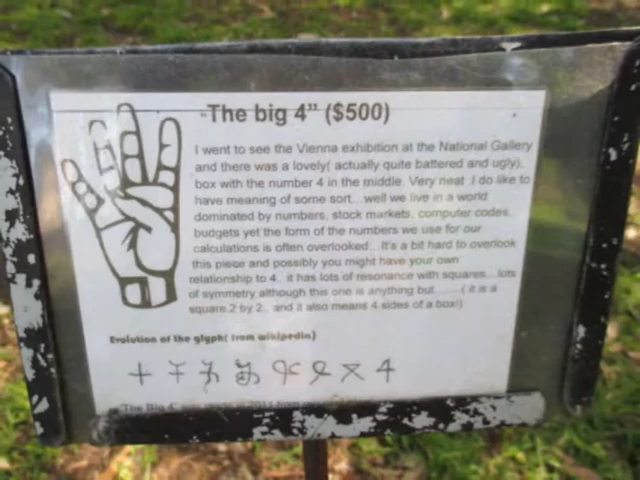 "The big 4" ($500)
I went to see the Vienna exhibition at the National Gallery
and there was a lovely( actually quite battered and ugly),
box with the number 4 in the middle. Very neat .I do like to
have meaning of some sort...well we live in a world
dominated by numbers, stock markets, computer codes,
budgets yet the form of the numbers we use for our
calculations is often overlooked... It's a bit hard to overlook
this piece and possibly you might have your own
relationship to 4.. it has lots of resonance with squares....lots
of symmetry although this one is anything but........( it is a
square,2 by 2.. and it also means 4 sides of a box!)
Evolution of the glyph( from wikipedia)
4
"The Big 4" 2011 from